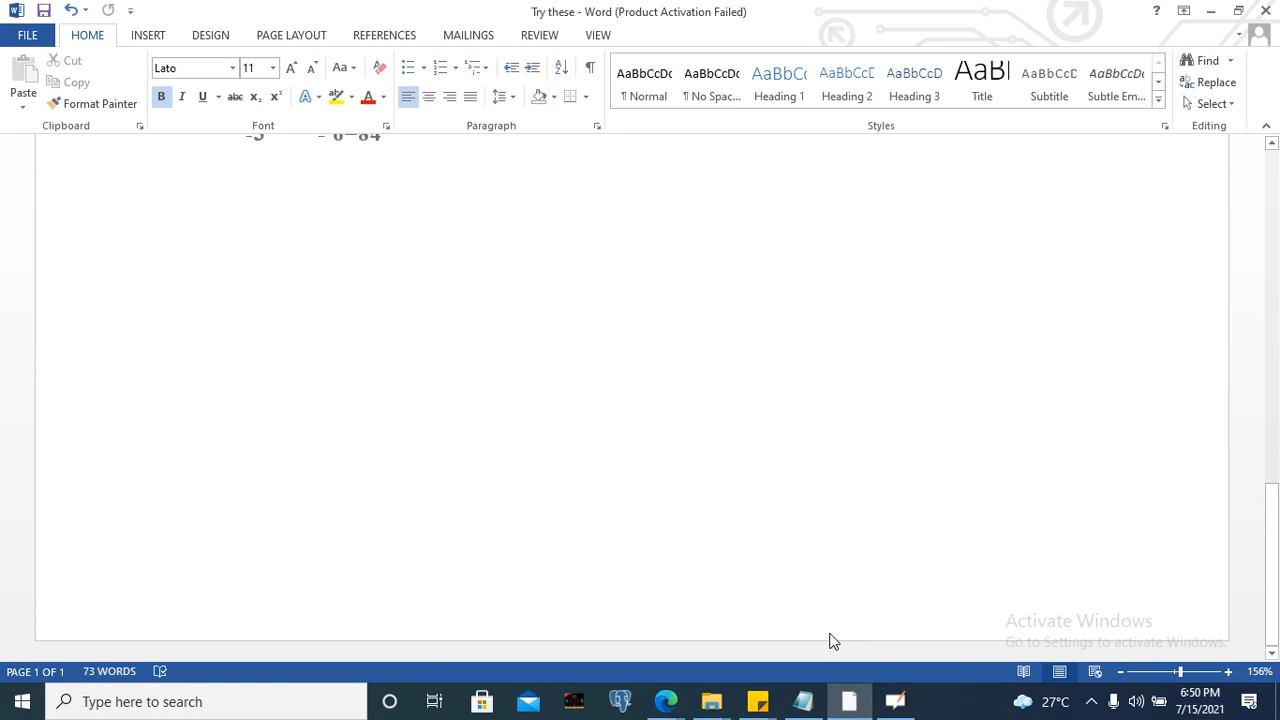 Try these - Word (Product Activation Failed)
FILE HOME INSERT DESIGN PAGE LAYOUT REFERENCES MAILINGS REVIEW VIEW
Paste
Cut
Copy
Format Painter
Clipboard
Lato 11
Font
Paragraph
AaBbCcDc AaBbCcDc AaBbCc AaBbCcD AaBbCcD AaBl AaBbCcD AaBbCcDc
¶ Normal ¶ No Spac... Heading 1 Heading 2 Heading 3 Title Subtitle Subtle Em...
Styles
Find
Replace
Select
Editing
Activate Windows
Go to Settings to activate Windows.
PAGE 1 OF 1 73 WORDS 156%
Type here to search
27°C
6:50 PM
7/15/2021